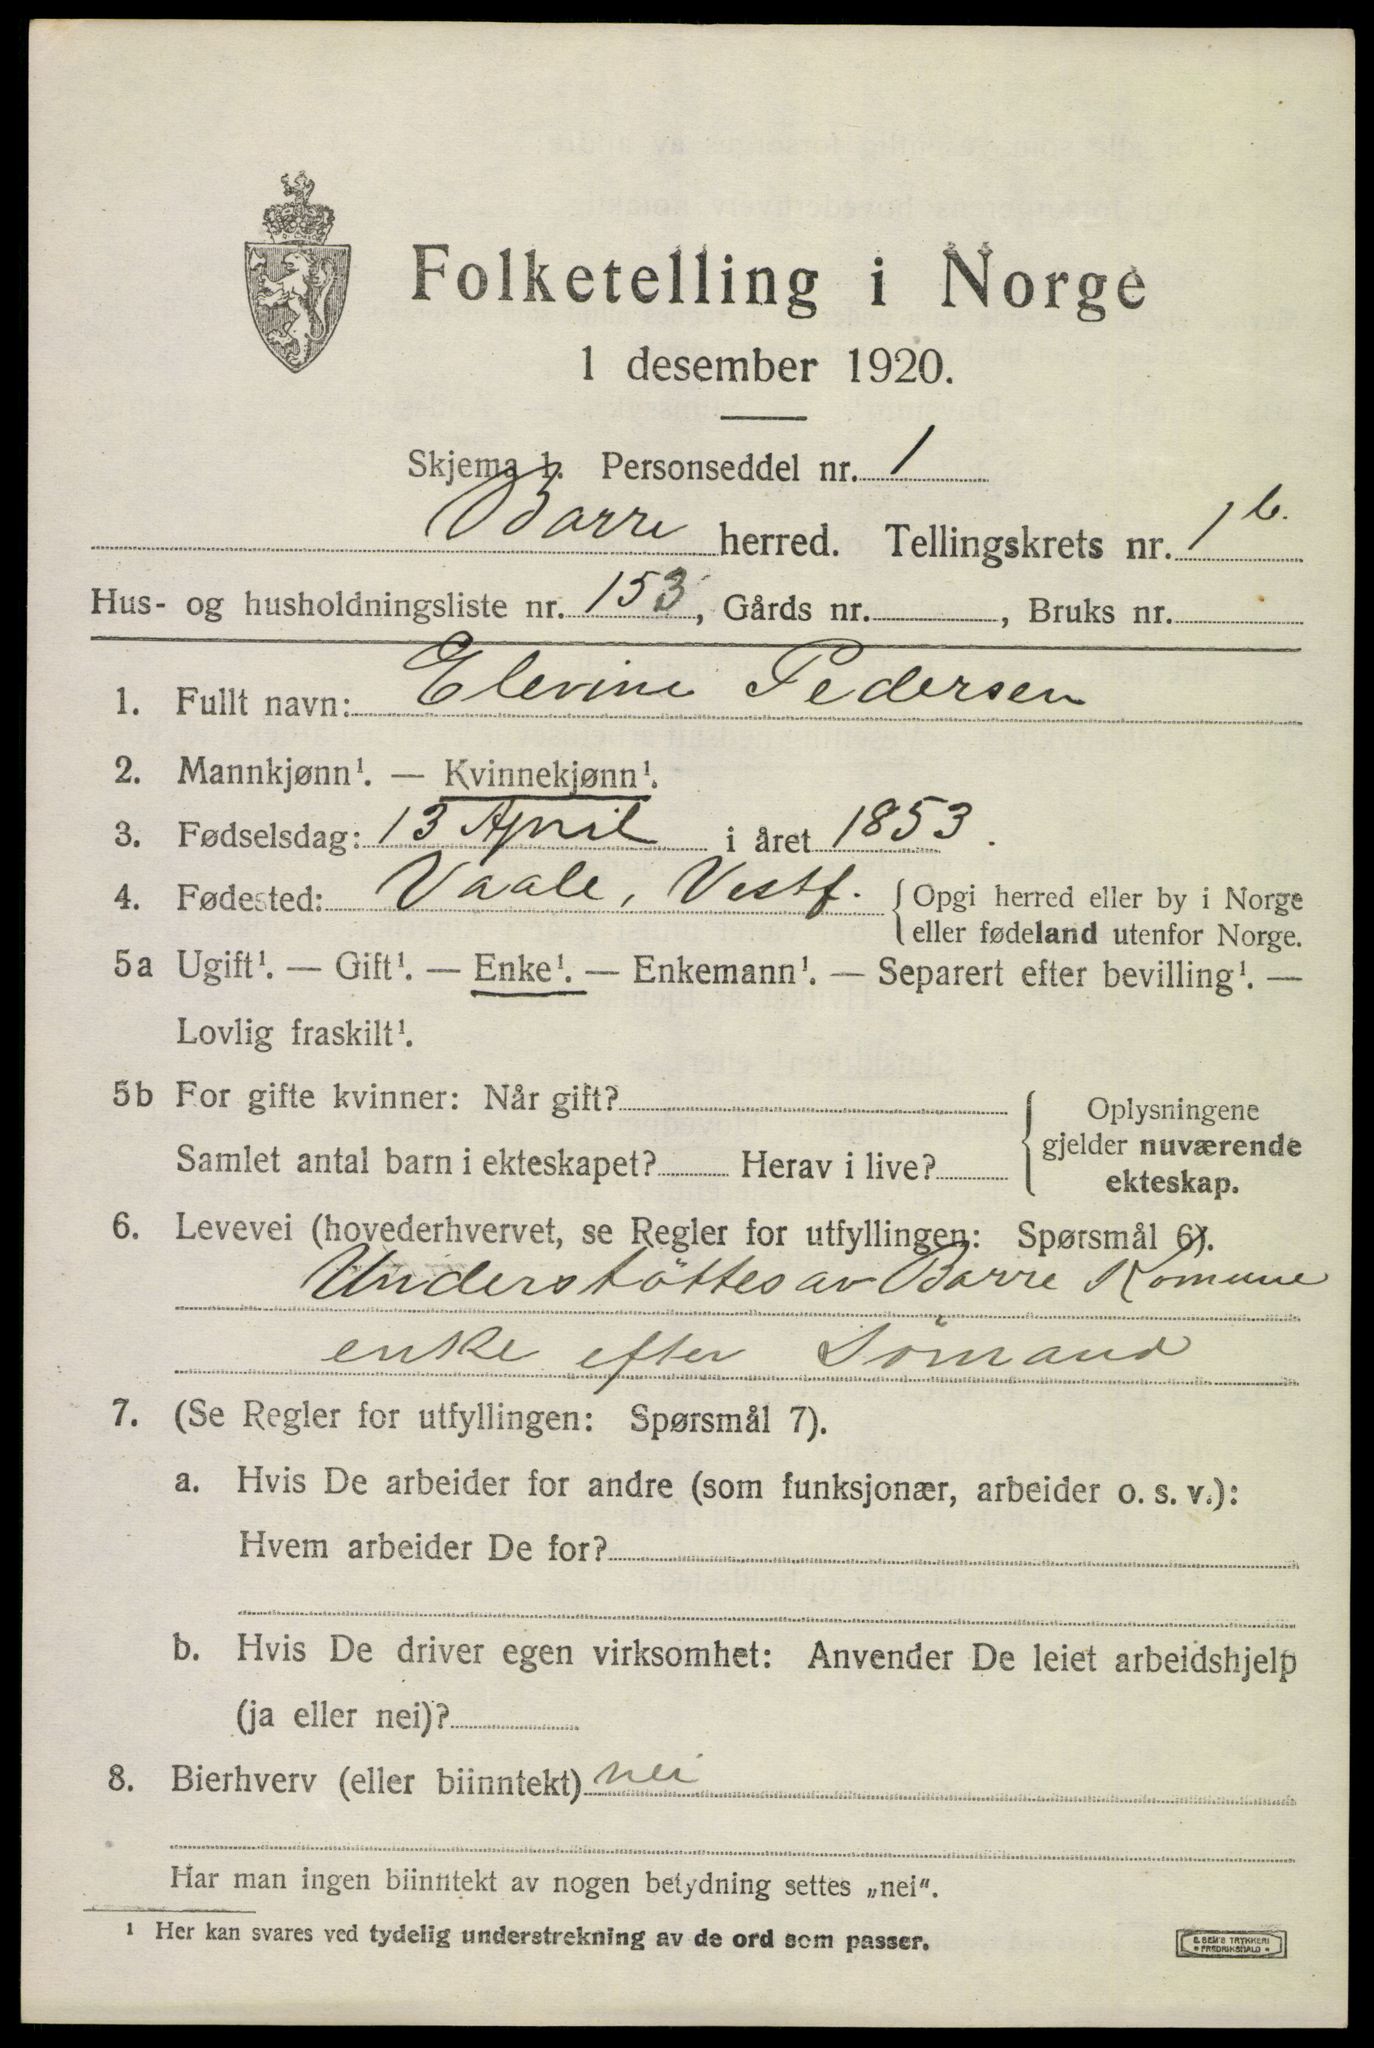 Folketelling i Norge
1 desember 1920.
Skjema 1. Personseddel nr. 1
Borre herred. Tellingskrets nr. 1 b.
Hus- og husholdningsliste nr. 153, Gårds nr. , Bruks nr.
1. Fullt navn: Elevine Pedersen
2. Mannkjønn¹. — Kvinnekjønn¹.
3. Fødselsdag: 13 April i året 1853.
4. Fødested: Vaale, Vestf. { Opgi herred eller by i Norge
eller fødeland utenfor Norge.
5a Ugift¹. — Gift¹. — Enke¹. — Enkemann¹. — Separert efter bevilling¹. —
Lovlig fraskilt¹.
5b For gifte kvinner: Når gift?
Samlet antal barn i ekteskapet? Herav i live?
Oplysningene
gjelder nuværende
ekteskap.
6. Levevei (hovederhvervet, se Regler for utfyllingen: Spørsmål 6).
Understöttes av Borre Komune
enke efter Sömand
7. (Se Regler for utfyllingen: Spørsmål 7).
a. Hvis De arbeider for andre (som funksjonær, arbeider o. s. v.):
Hvem arbeider De for?
b. Hvis De driver egen virksomhet: Anvender De leiet arbeidshjelp
(ja eller nei)?
8. Bierhverv (eller biinntekt) nei
Har man ingen biinntekt av nogen betydning settes „nei“.
¹ Her kan svares ved tydelig understrekning av de ord som passer.
E. SEM'S TRYKKERI
FREDRIKSHALD